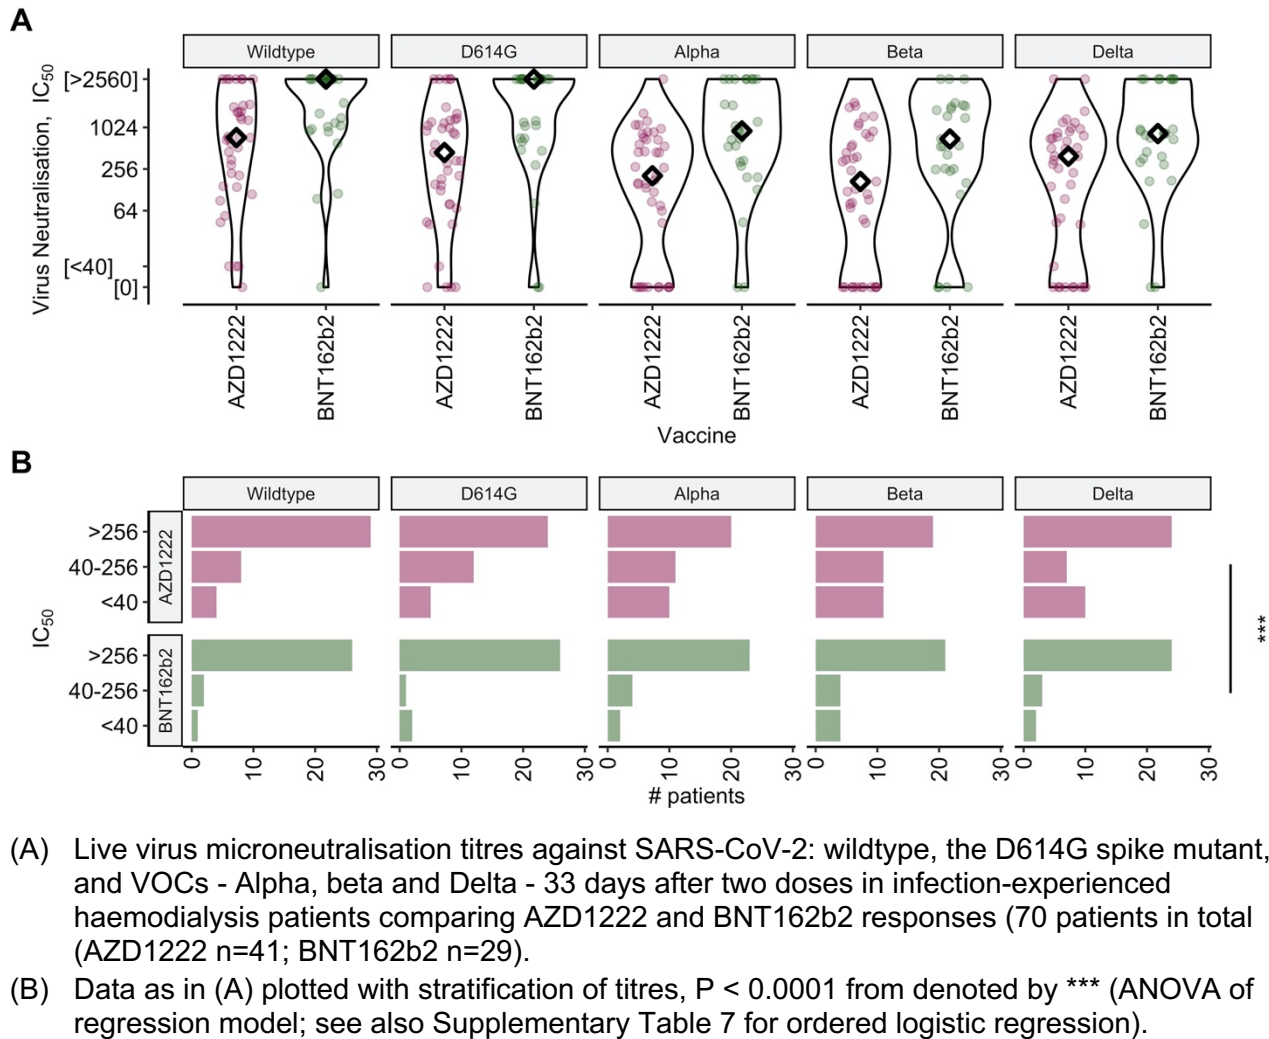 A
Wildtype D614G Alpha Beta Delta
Virus Neutralisation, IC50
[>2560]
1024
256
64
[<40]
[0]
AZD1222 BNT162b2 AZD1222 BNT162b2 AZD1222 BNT162b2 AZD1222 BNT162b2 AZD1222 BNT162b2
Vaccine
B
Wildtype D614G Alpha Beta Delta
IC50
AZD1222
>256
40-256
<40
BNT162b2
>256
40-256
<40
***
0 10 20 30 0 10 20 30 0 10 20 30 0 10 20 30 0 10 20 30
# patients
(A) Live virus microneutralisation titres against SARS-CoV-2: wildtype, the D614G spike mutant,
and VOCs - Alpha, beta and Delta - 33 days after two doses in infection-experienced
haemodialysis patients comparing AZD1222 and BNT162b2 responses (70 patients in total
(AZD1222 n=41; BNT162b2 n=29).
(B) Data as in (A) plotted with stratification of titres, P < 0.0001 from denoted by *** (ANOVA of
regression model; see also Supplementary Table 7 for ordered logistic regression).